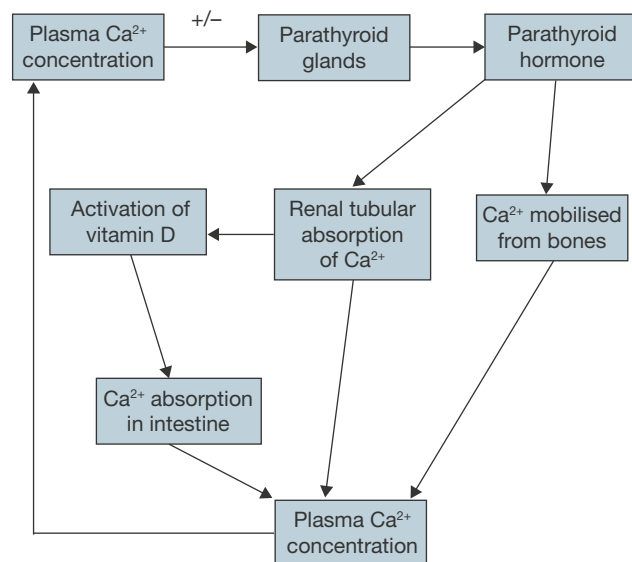 Plasma Ca²⁺
concentration
+/–
Parathyroid
glands
Parathyroid
hormone
Activation of
vitamin D
Renal tubular
absorption
of Ca²⁺
Ca²⁺ mobilised
from bones
Ca²⁺ absorption
in intestine
Plasma Ca²⁺
concentration